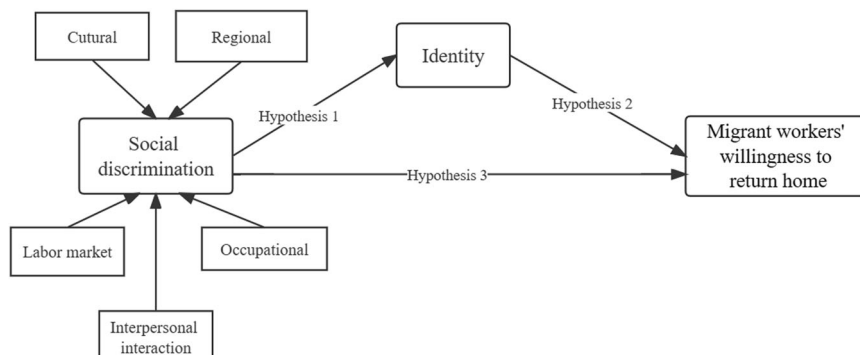 Cutural
Regional
Identity
Hypothesis 1
Hypothesis 2
Social
discrimination
Migrant workers'
willingness to
return home
Hypothesis 3
Labor market
Occupational
Interpersonal
interaction